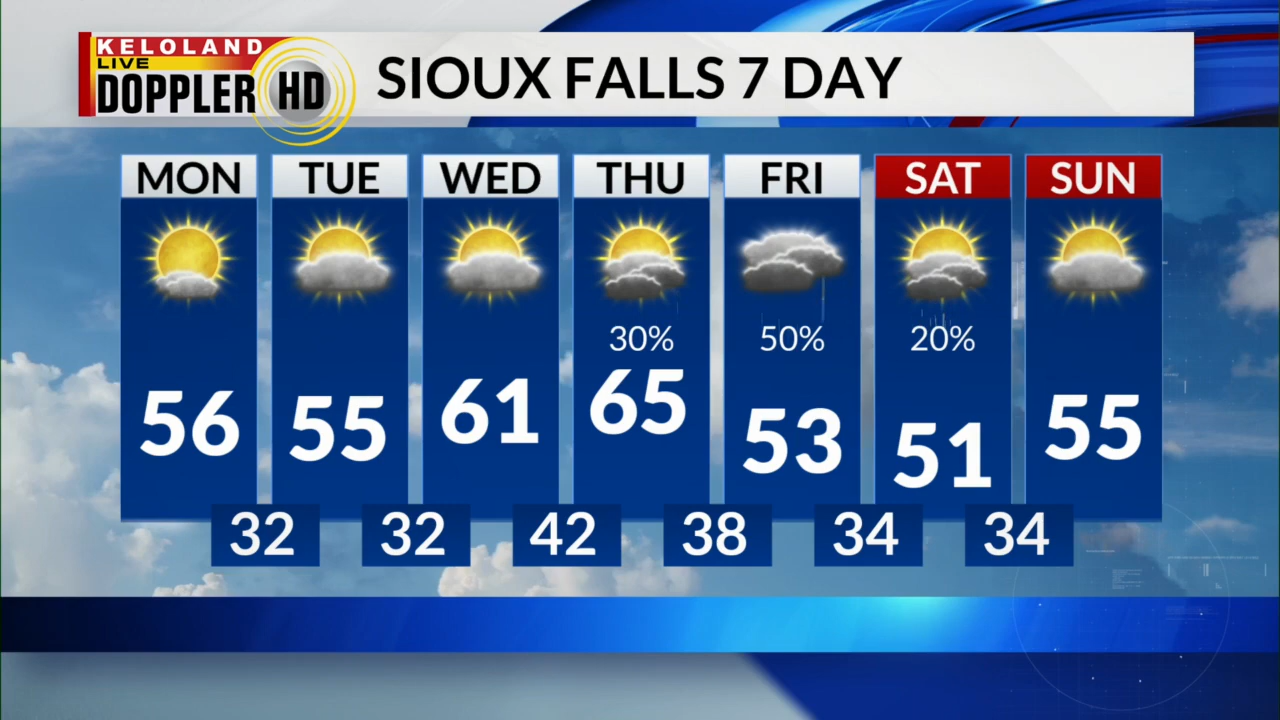 KELOLAND
LIVE
DOPPLER HD
SIOUX FALLS 7 DAY
MON TUE WED THU FRI SAT SUN
30% 50% 20%
56 55 61 65 53 51 55
32 32 42 38 34 34